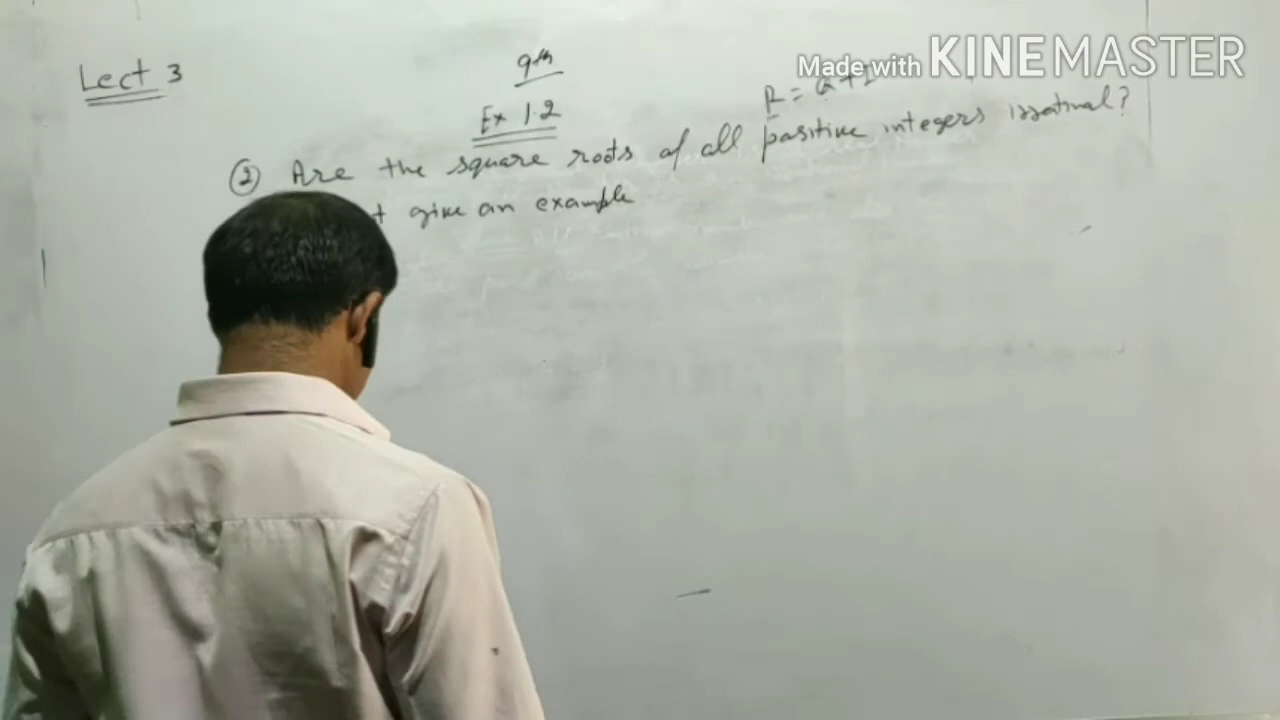 Lect 3
9th
Made with KINEMASTER
Ex 1.2
R = Q + I
② Are the square roots of all positive integers irratinal?
give an example